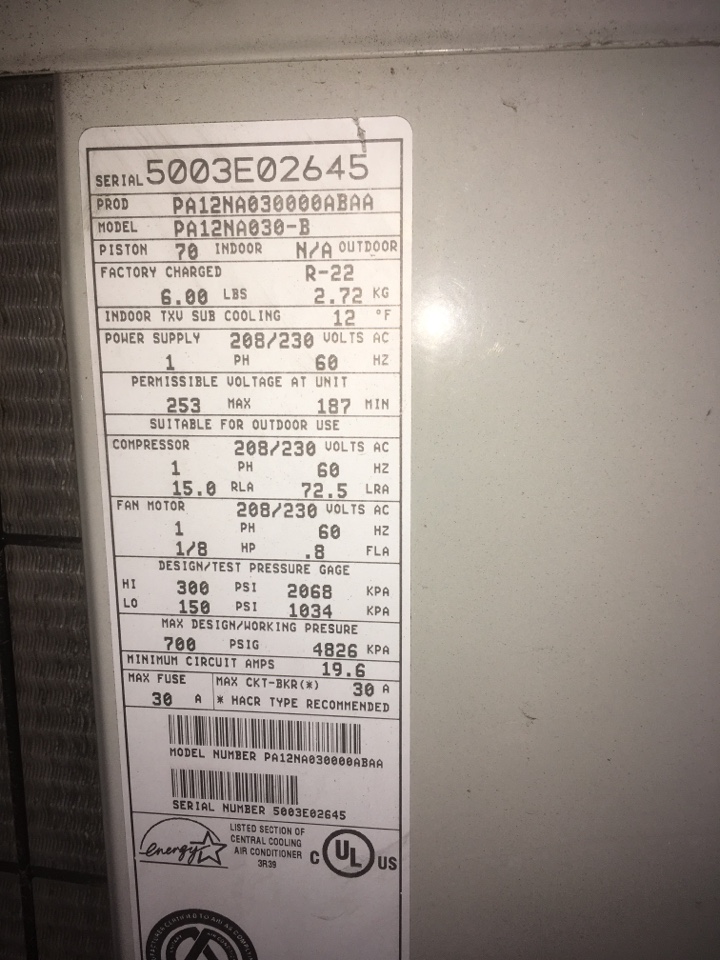 SERIAL 5003E02645
PROD PA12NA030000ABAA
MODEL PA12NA030-B
PISTON 70 INDOOR N/A OUTDOOR
FACTORY CHARGED R-22
6.00 LBS 2.72 KG
INDOOR TXV SUB COOLING 12 °F
POWER SUPPLY 208/230 VOLTS AC
1 PH 60 HZ
PERMISSIBLE VOLTAGE AT UNIT
253 MAX 187 MIN
SUITABLE FOR OUTDOOR USE
COMPRESSOR 208/230 VOLTS AC
1 PH 60 HZ
15.0 RLA 72.5 LRA
FAN MOTOR 208/230 VOLTS AC
1 PH 60 HZ
1/8 HP .8 FLA
DESIGN/TEST PRESSURE GAGE
HI 300 PSI 2068 KPA
LO 150 PSI 1034 KPA
MAX DESIGN/WORKING PRESURE
700 PSIG 4826 KPA
MINIMUM CIRCUIT AMPS 19.6
MAX FUSE MAX CKT-BKR(*) 30 A
30 A * HACR TYPE RECOMMENDED
MODEL NUMBER PA12NA030000ABAA
SERIAL NUMBER 5003E02645
energy
LISTED SECTION OF
CENTRAL COOLING
AIR CONDITIONER
3R39
C UL US